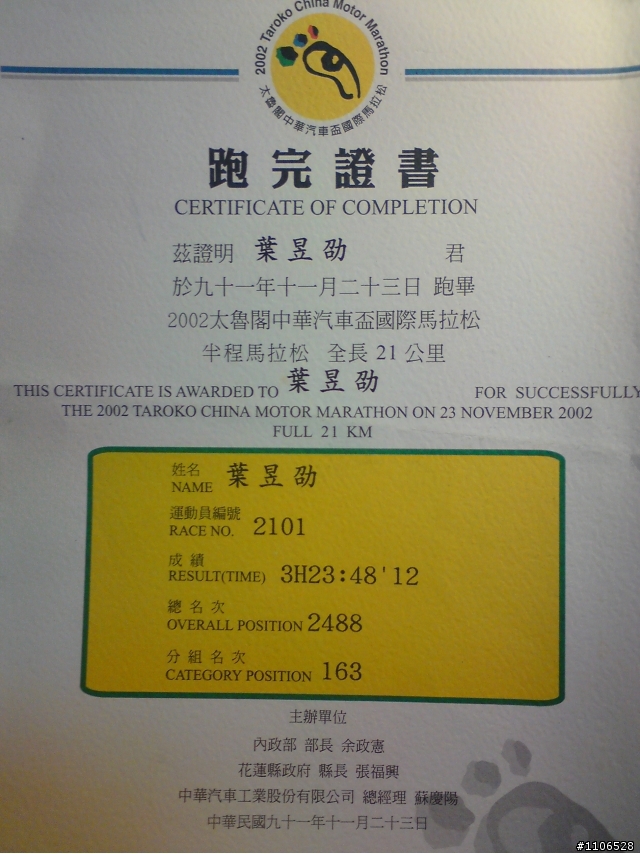 2002 Taroko China Motor Marathon
太魯閣中華汽車盃國際馬拉松
跑完證書
CERTIFICATE OF COMPLETION
茲證明 葉昱劭 君
於九十一年十一月二十三日 跑畢
2002太魯閣中華汽車盃國際馬拉松
半程馬拉松 全長 21 公里
THIS CERTIFICATE IS AWARDED TO 葉昱劭 FOR SUCCESSFULLY
THE 2002 TAROKO CHINA MOTOR MARATHON ON 23 NOVEMBER 2002
FULL 21 KM
姓名
NAME 葉昱劭
運動員編號
RACE NO. 2101
成績
RESULT(TIME) 3H23:48'12
總名次
OVERALL POSITION 2488
分組名次
CATEGORY POSITION 163
主辦單位
內政部 部長 余政憲
花蓮縣政府 縣長 張福興
中華汽車工業股份有限公司 總經理 蘇慶陽
中華民國九十一年十一月二十三日
#1106528